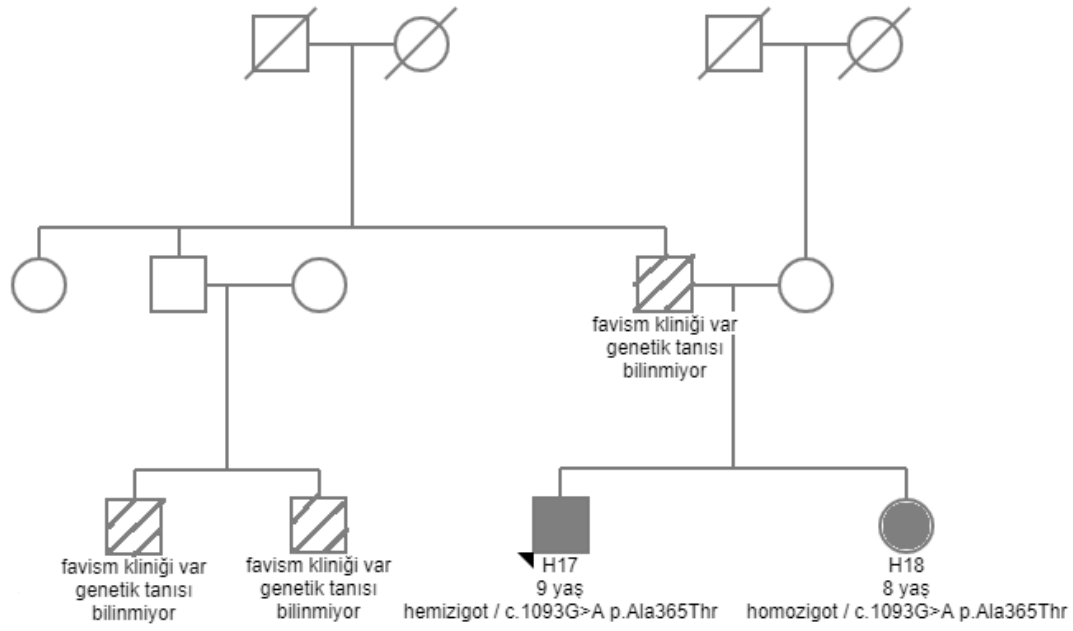 favism kliniği var
genetik tanısı
bilinmiyor
favism kliniği var
genetik tanısı
bilinmiyor
favism kliniği var
genetik tanısı
bilinmiyor
H17
9 yaş
hemizigot / c.1093G>A p.Ala365Thr
H18
8 yaş
homozigot / c.1093G>A p.Ala365Thr